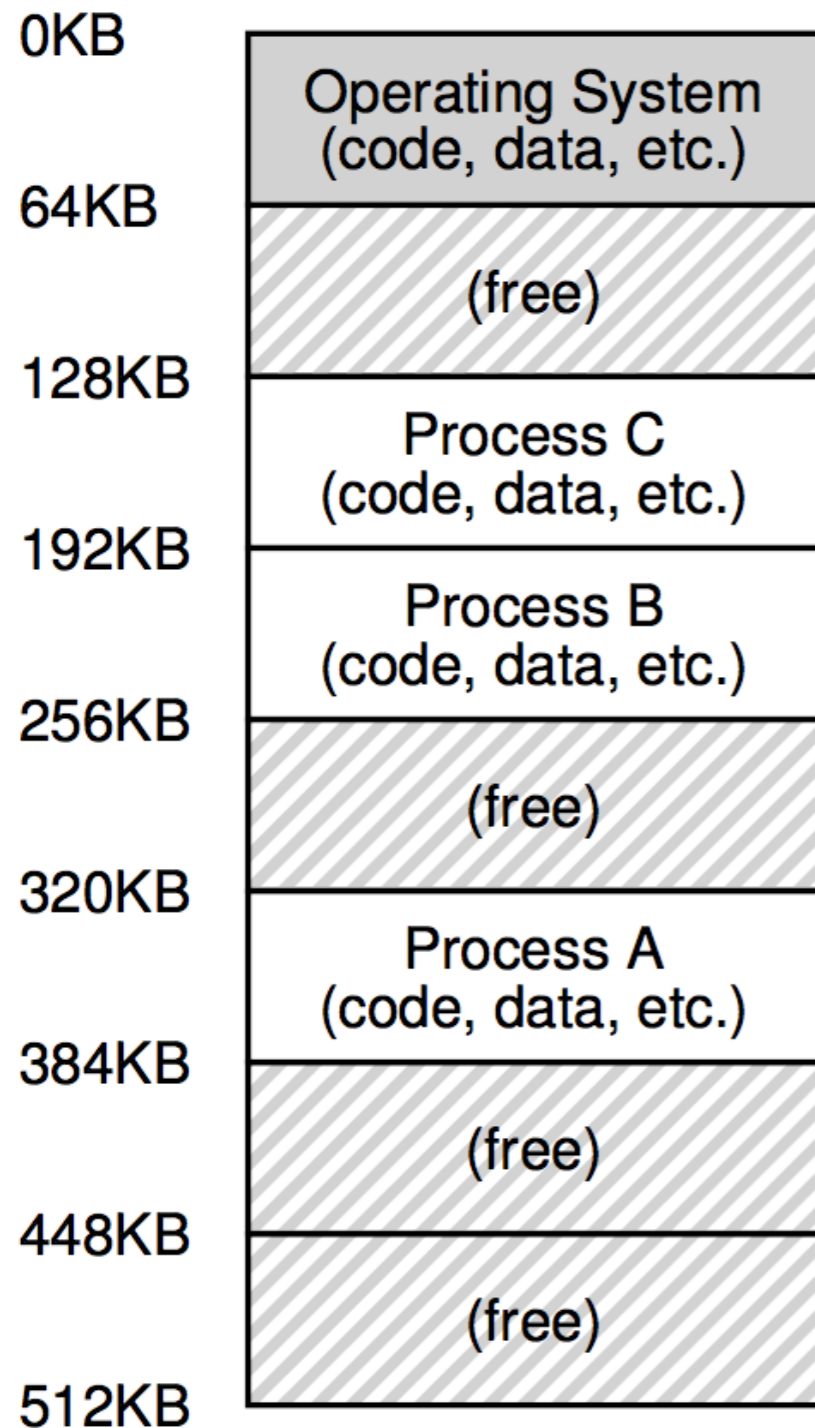 0KB
Operating System
(code, data, etc.)
64KB
(free)
128KB
Process C
(code, data, etc.)
192KB
Process B
(code, data, etc.)
256KB
(free)
320KB
Process A
(code, data, etc.)
384KB
(free)
448KB
(free)
512KB